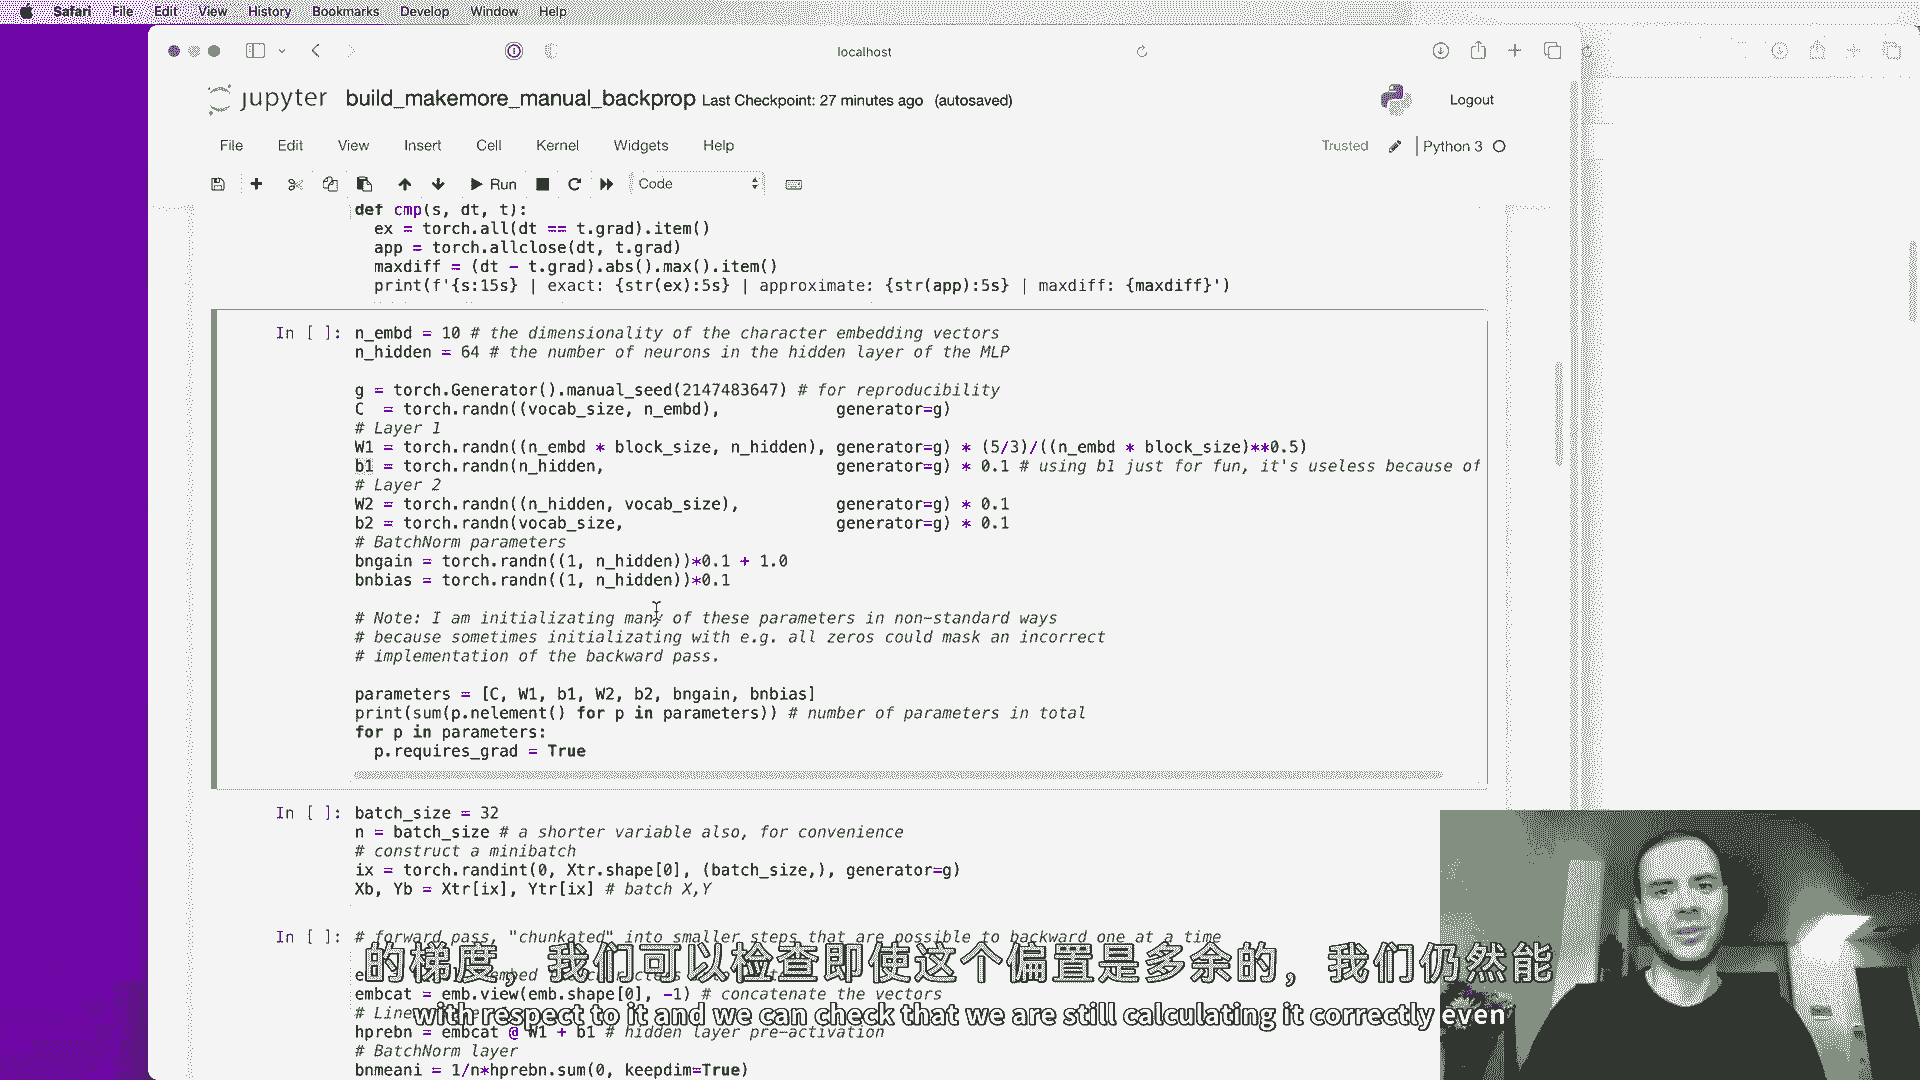 Safari File Edit View History Bookmarks Develop Window Help
localhost
jupyter build_makemore_manual_backprop Last Checkpoint: 27 minutes ago (autosaved)
Logout
File Edit View Insert Cell Kernel Widgets Help
Trusted Python 3
Run Code
def cmp(s, dt, t):
ex = torch.all(dt == t.grad).item()
app = torch.allclose(dt, t.grad)
maxdiff = (dt - t.grad).abs().max().item()
print(f'{s:15s} | exact: {str(ex):5s} | approximate: {str(app):5s} | maxdiff: {maxdiff}')
In [ ]: n_embd = 10 # the dimensionality of the character embedding vectors
n_hidden = 64 # the number of neurons in the hidden layer of the MLP
g = torch.Generator().manual_seed(2147483647) # for reproducibility
C = torch.randn((vocab_size, n_embd), generator=g)
# Layer 1
W1 = torch.randn((n_embd * block_size, n_hidden), generator=g) * (5/3)/((n_embd * block_size)**0.5)
b1 = torch.randn(n_hidden, generator=g) * 0.1 # using b1 just for fun, it's useless because of
# Layer 2
W2 = torch.randn((n_hidden, vocab_size), generator=g) * 0.1
b2 = torch.randn(vocab_size, generator=g) * 0.1
# BatchNorm parameters
bngain = torch.randn((1, n_hidden))*0.1 + 1.0
bnbias = torch.randn((1, n_hidden))*0.1
# Note: I am initializating many of these parameters in non-standard ways
# because sometimes initializating with e.g. all zeros could mask an incorrect
# implementation of the backward pass.
parameters = [C, W1, b1, W2, b2, bngain, bnbias]
print(sum(p.nelement() for p in parameters)) # number of parameters in total
for p in parameters:
p.requires_grad = True
In [ ]: batch_size = 32
n = batch_size # a shorter variable also, for convenience
# construct a minibatch
ix = torch.randint(0, Xtr.shape[0], (batch_size,), generator=g)
Xb, Yb = Xtr[ix], Ytr[ix] # batch X,Y
In [ ]: # forward pass, "chunkated" into smaller steps that are possible to backward one at a time
的梯度，我们可以检查即使这个偏置是多余的，我们仍然能
embcat = emb.view(emb.shape[0], -1) # concatenate the vectors
with respect to it and we can check that we are still calculating it correctly even
hprebn = embcat @ W1 + b1 # hidden layer pre-activation
# BatchNorm layer
bnmeani = 1/n*hprebn.sum(0, keepdim=True)